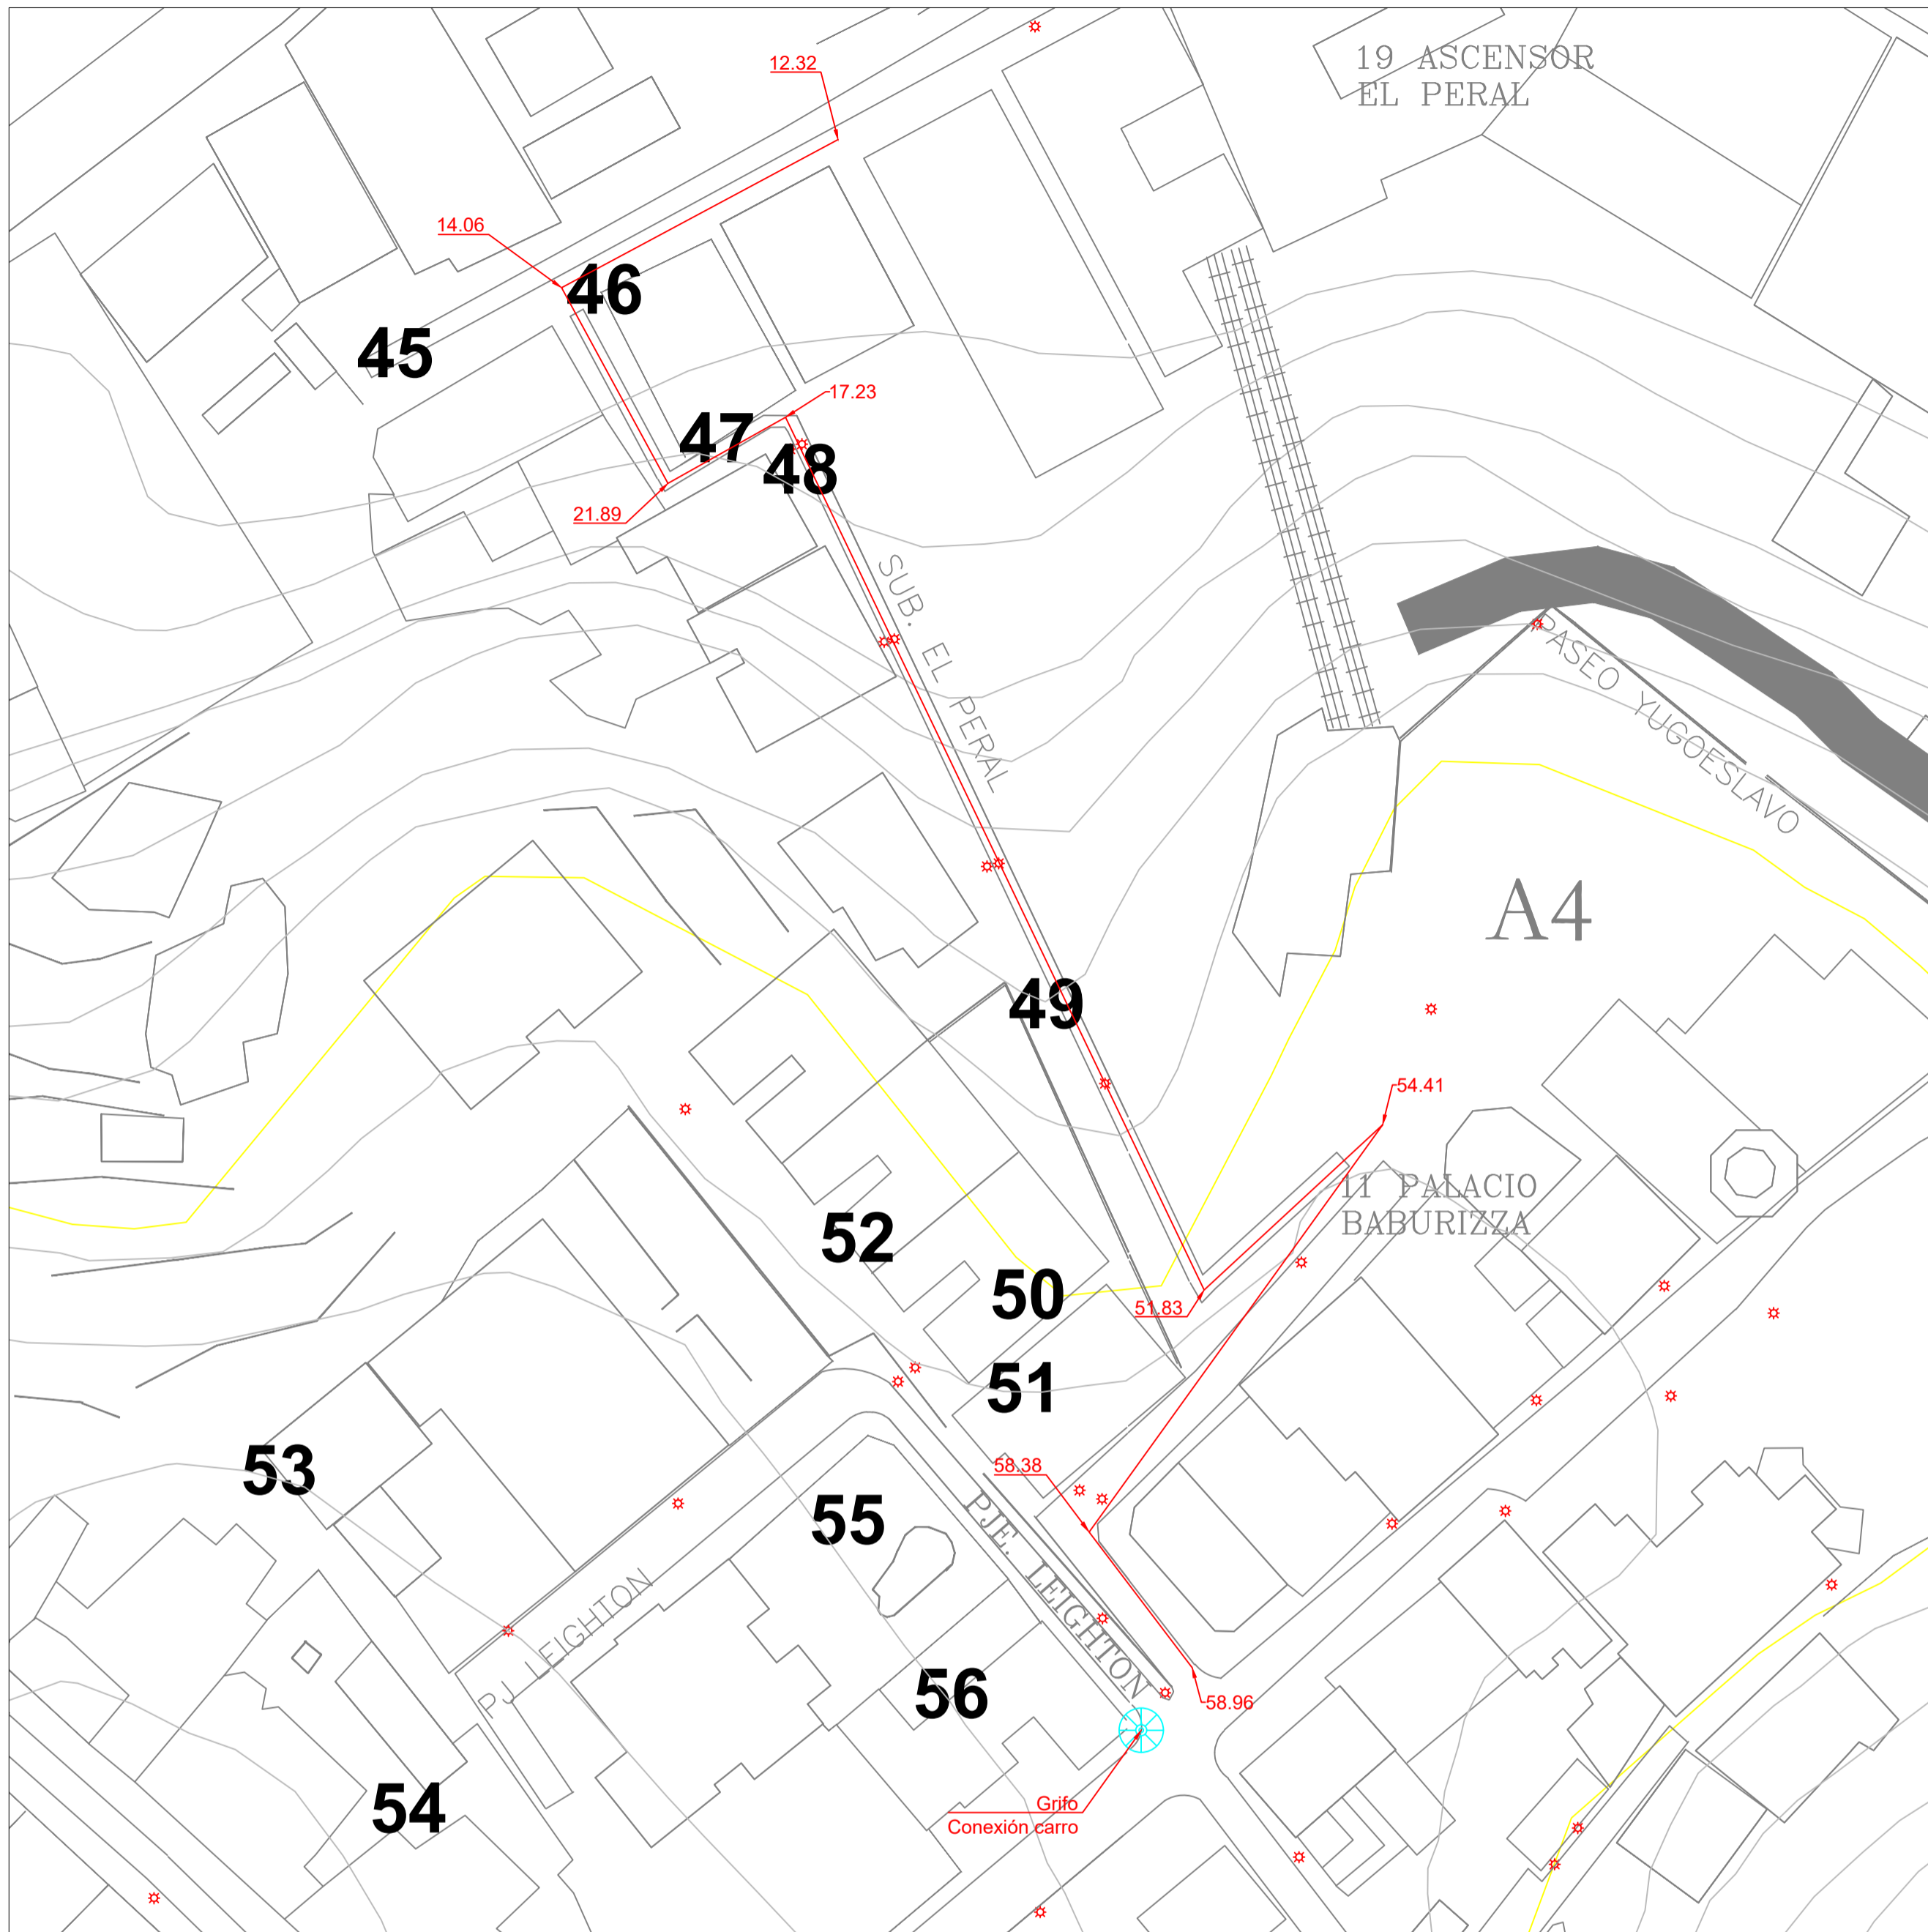 12.32
19 ASCENSOR
EL PERAL
14.06
46
45
17.23
47
48
21.89
SUB. EL PERAL
PASEO YUGOESLAVO
A4
49
54.41
11 PALACIO
BABURIZZA
52
50
51.83
51
53
58.38
55
PJE. LEIGHTON
PJ LEIGHTON
56
58.96
54
Grifo
Conexión carro